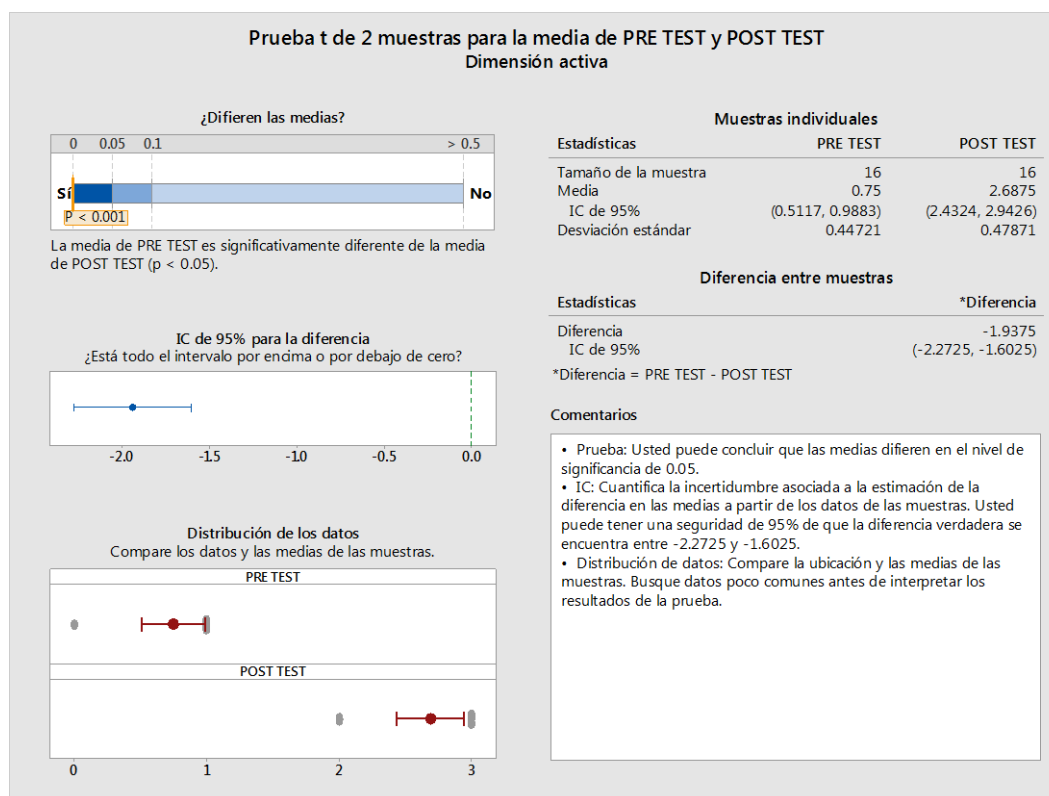 Prueba t de 2 muestras para la media de PRE TEST y POST TEST
Dimensión activa
¿Difieren las medias?
0 0.05 0.1 > 0.5
Sí No
P < 0.001
La media de PRE TEST es significativamente diferente de la media
de POST TEST (p < 0.05).
IC de 95% para la diferencia
¿Está todo el intervalo por encima o por debajo de cero?
-2.0 -1.5 -1.0 -0.5 0.0
Distribución de los datos
Compare los datos y las medias de las muestras.
PRE TEST
POST TEST
0 1 2 3
Muestras individuales
Estadísticas PRE TEST POST TEST
Tamaño de la muestra 16 16
Media 0.75 2.6875
IC de 95% (0.5117, 0.9883) (2.4324, 2.9426)
Desviación estándar 0.44721 0.47871
Diferencia entre muestras
Estadísticas *Diferencia
Diferencia -1.9375
IC de 95% (-2.2725, -1.6025)
*Diferencia = PRE TEST - POST TEST
Comentarios
• Prueba: Usted puede concluir que las medias difieren en el nivel de
significancia de 0.05.
• IC: Cuantifica la incertidumbre asociada a la estimación de la
diferencia en las medias a partir de los datos de las muestras. Usted
puede tener una seguridad de 95% de que la diferencia verdadera se
encuentra entre -2.2725 y -1.6025.
• Distribución de datos: Compare la ubicación y las medias de las
muestras. Busque datos poco comunes antes de interpretar los
resultados de la prueba.